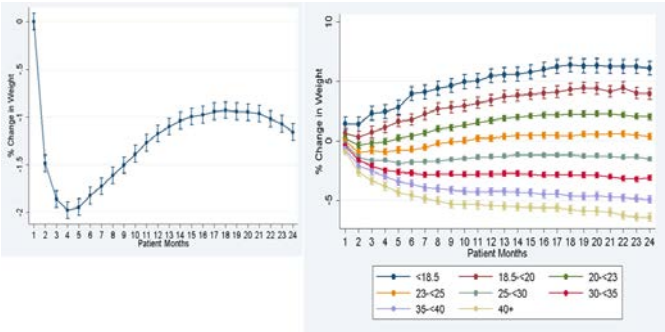 % Change in Weight
0
-.5
-1
-1.5
-2
1 2 3 4 5 6 7 8 9 10 11 12 13 14 15 16 17 18 19 20 21 22 23 24
Patient Months
% Change in Weight
10
5
0
-5
1 2 3 4 5 6 7 8 9 10 11 12 13 14 15 16 17 18 19 20 21 22 23 24
Patient Months
<18.5 18.5-<20 20-<23
23-<25 25-<30 30-<35
35-<40 40+